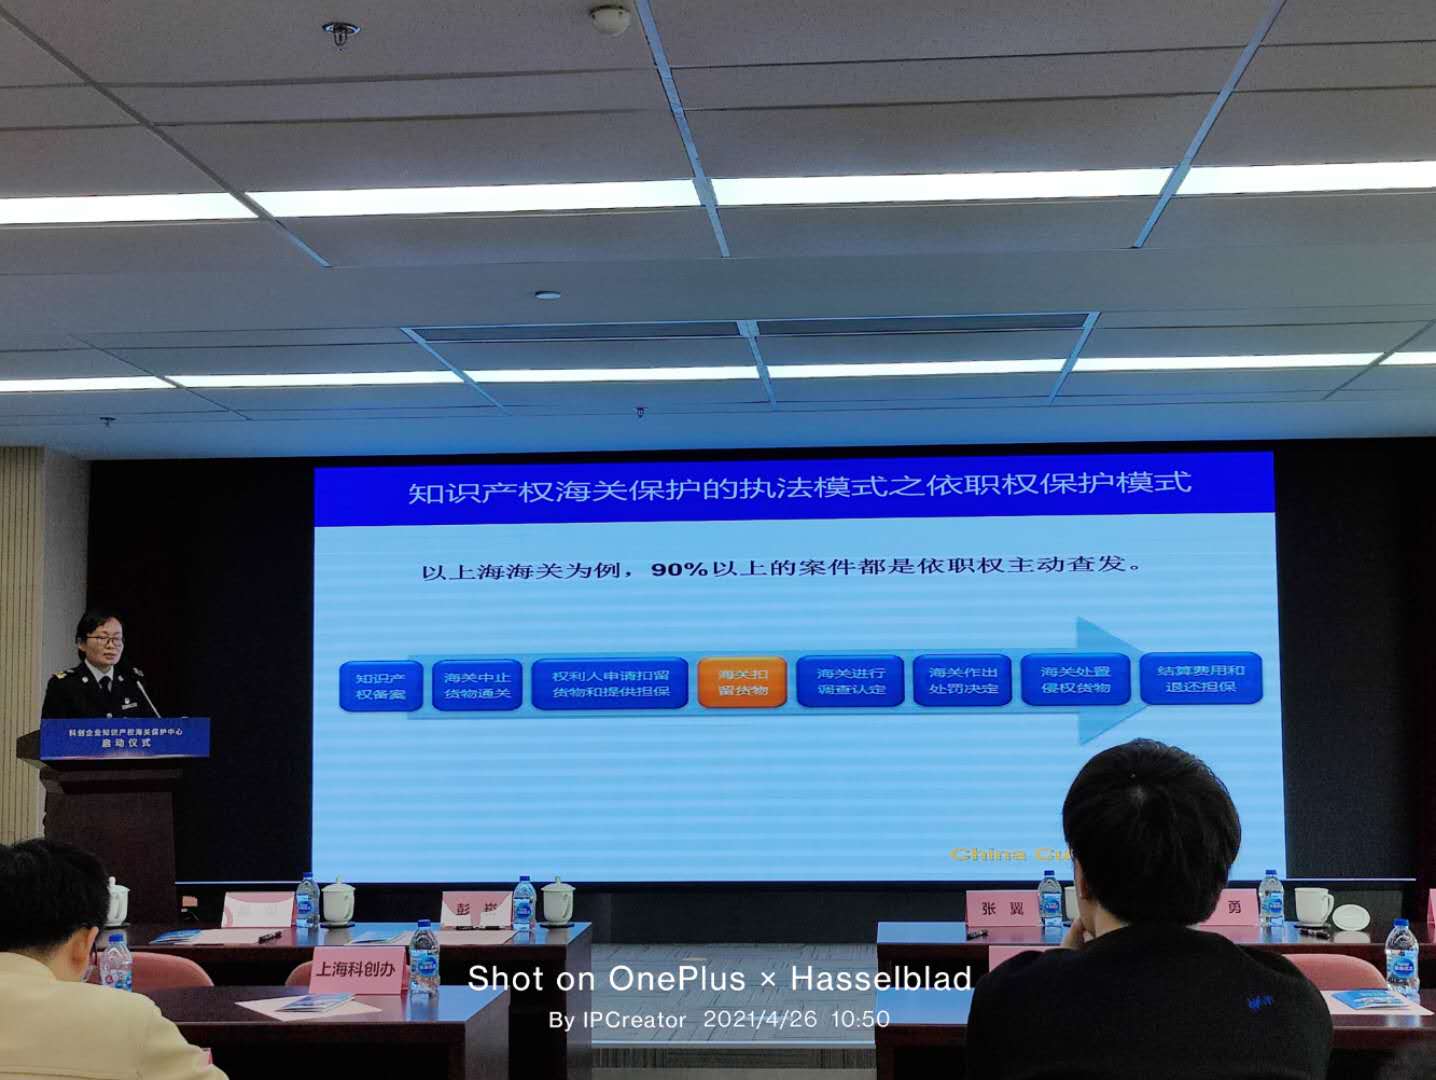 知识产权海关保护的执法模式之依职权保护模式
以上海海关为例，90%以上的案件都是依职权主动查发。
知识产
权备案
海关中止
货物通关
权利人申请扣留
货物和提供担保
海关扣
留货物
海关进行
调查认定
海关作出
处罚决定
海关处置
侵权货物
结算费用和
退还担保
China Cu
科创企业知识产权海关保护中心
启动仪式
彭
张翼
勇
上海科创办
Shot on OnePlus × Hasselblad
By IPCreator 2021/4/26 10:50